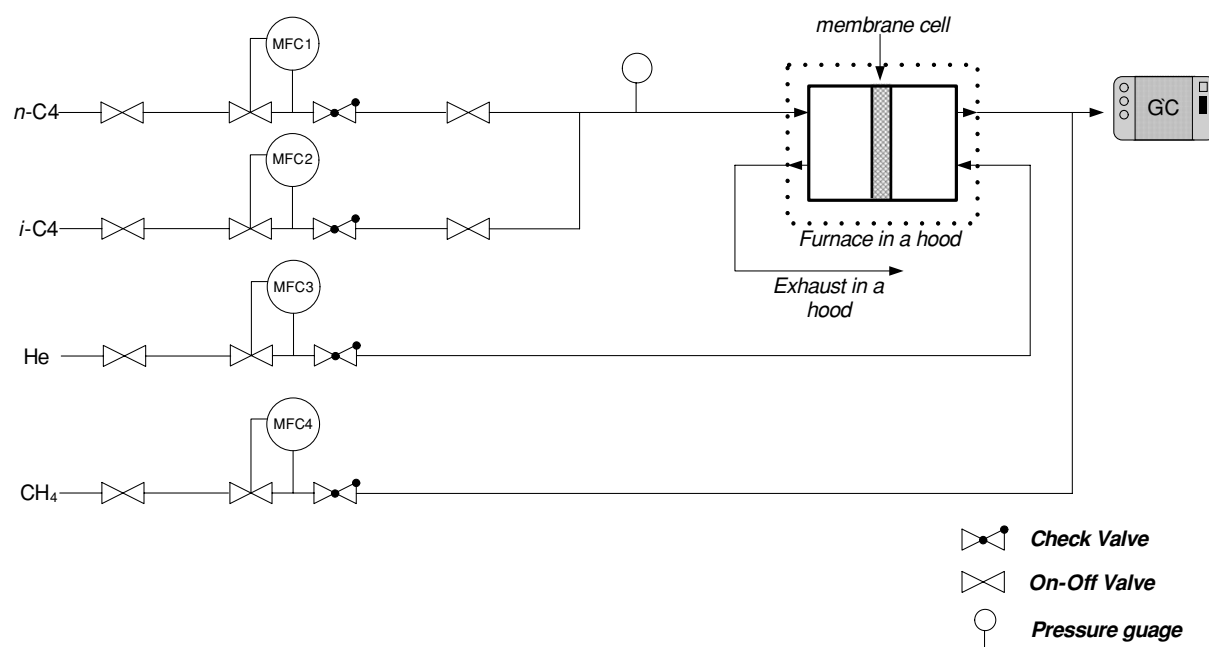 membrane cell
MFC1
n-C4
GC
MFC2
i-C4
Furnace in a hood
Exhaust in a
hood
MFC3
He
MFC4
CH₄
Check Valve
On-Off Valve
Pressure guage